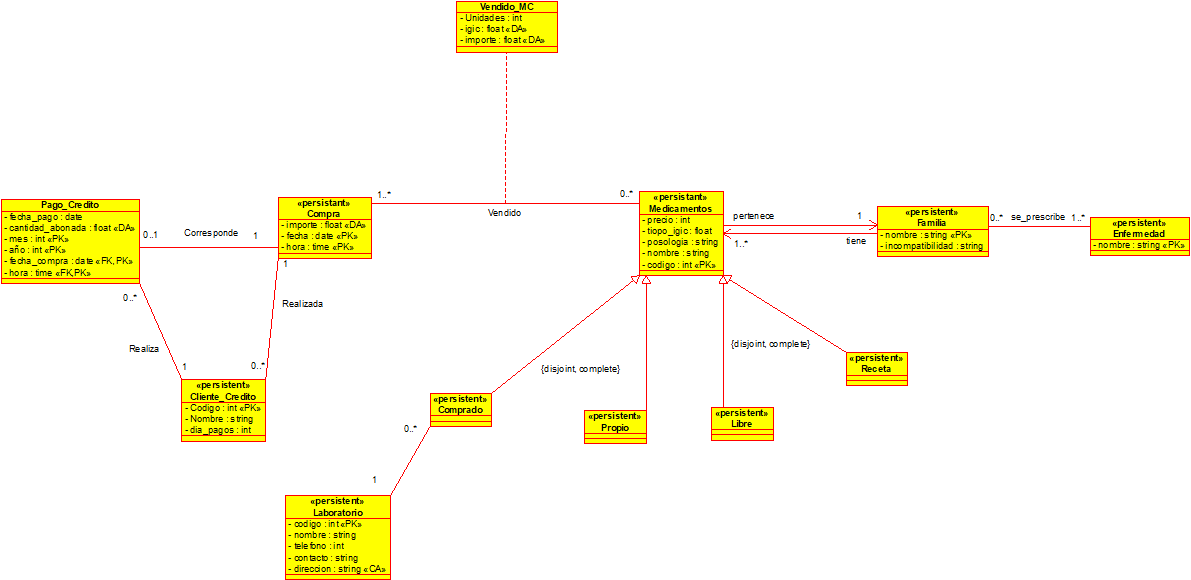 Vendido_MC
- Unidades : int
- igic : float «DA»
- importe : float «DA»
Pago_Credito
- fecha_pago : date
- cantidad_abonada : float «DA»
- mes : int «PK»
- año : int «PK»
- fecha_compra : date «FK,PK»
- hora : time «FK,PK»
0..1
Corresponde
1
«persistant»
Compra
- importe : float «DA»
- fecha : date «PK»
- hora : time «PK»
1..*
Vendido
0..*
«persistant»
Medicamentos
- precio : int
- tiopo_igic : float
- posologia : string
- nombre : string
- codigo : int «PK»
pertenece
1
1..*
tiene
«persistent»
Familia
- nombre : string «PK»
- incompatibilidad : string
0..*
se_prescribe
1..*
«persistent»
Enfermedad
- nombre : string «PK»
0..*
Realiza
1
1
Realizada
0..*
«persistent»
Cliente_Credito
- Codigo : int «PK»
- Nombre : string
- dia_pagos : int
{disjoint, complete}
{disjoint, complete}
«persistent»
Comprado
«persistent»
Propio
«persistent»
Libre
«persistent»
Receta
0..*
1
«persistent»
Laboratorio
- codigo : int «PK»
- nombre : string
- telefono : int
- contacto : string
- direccion : string «CA»